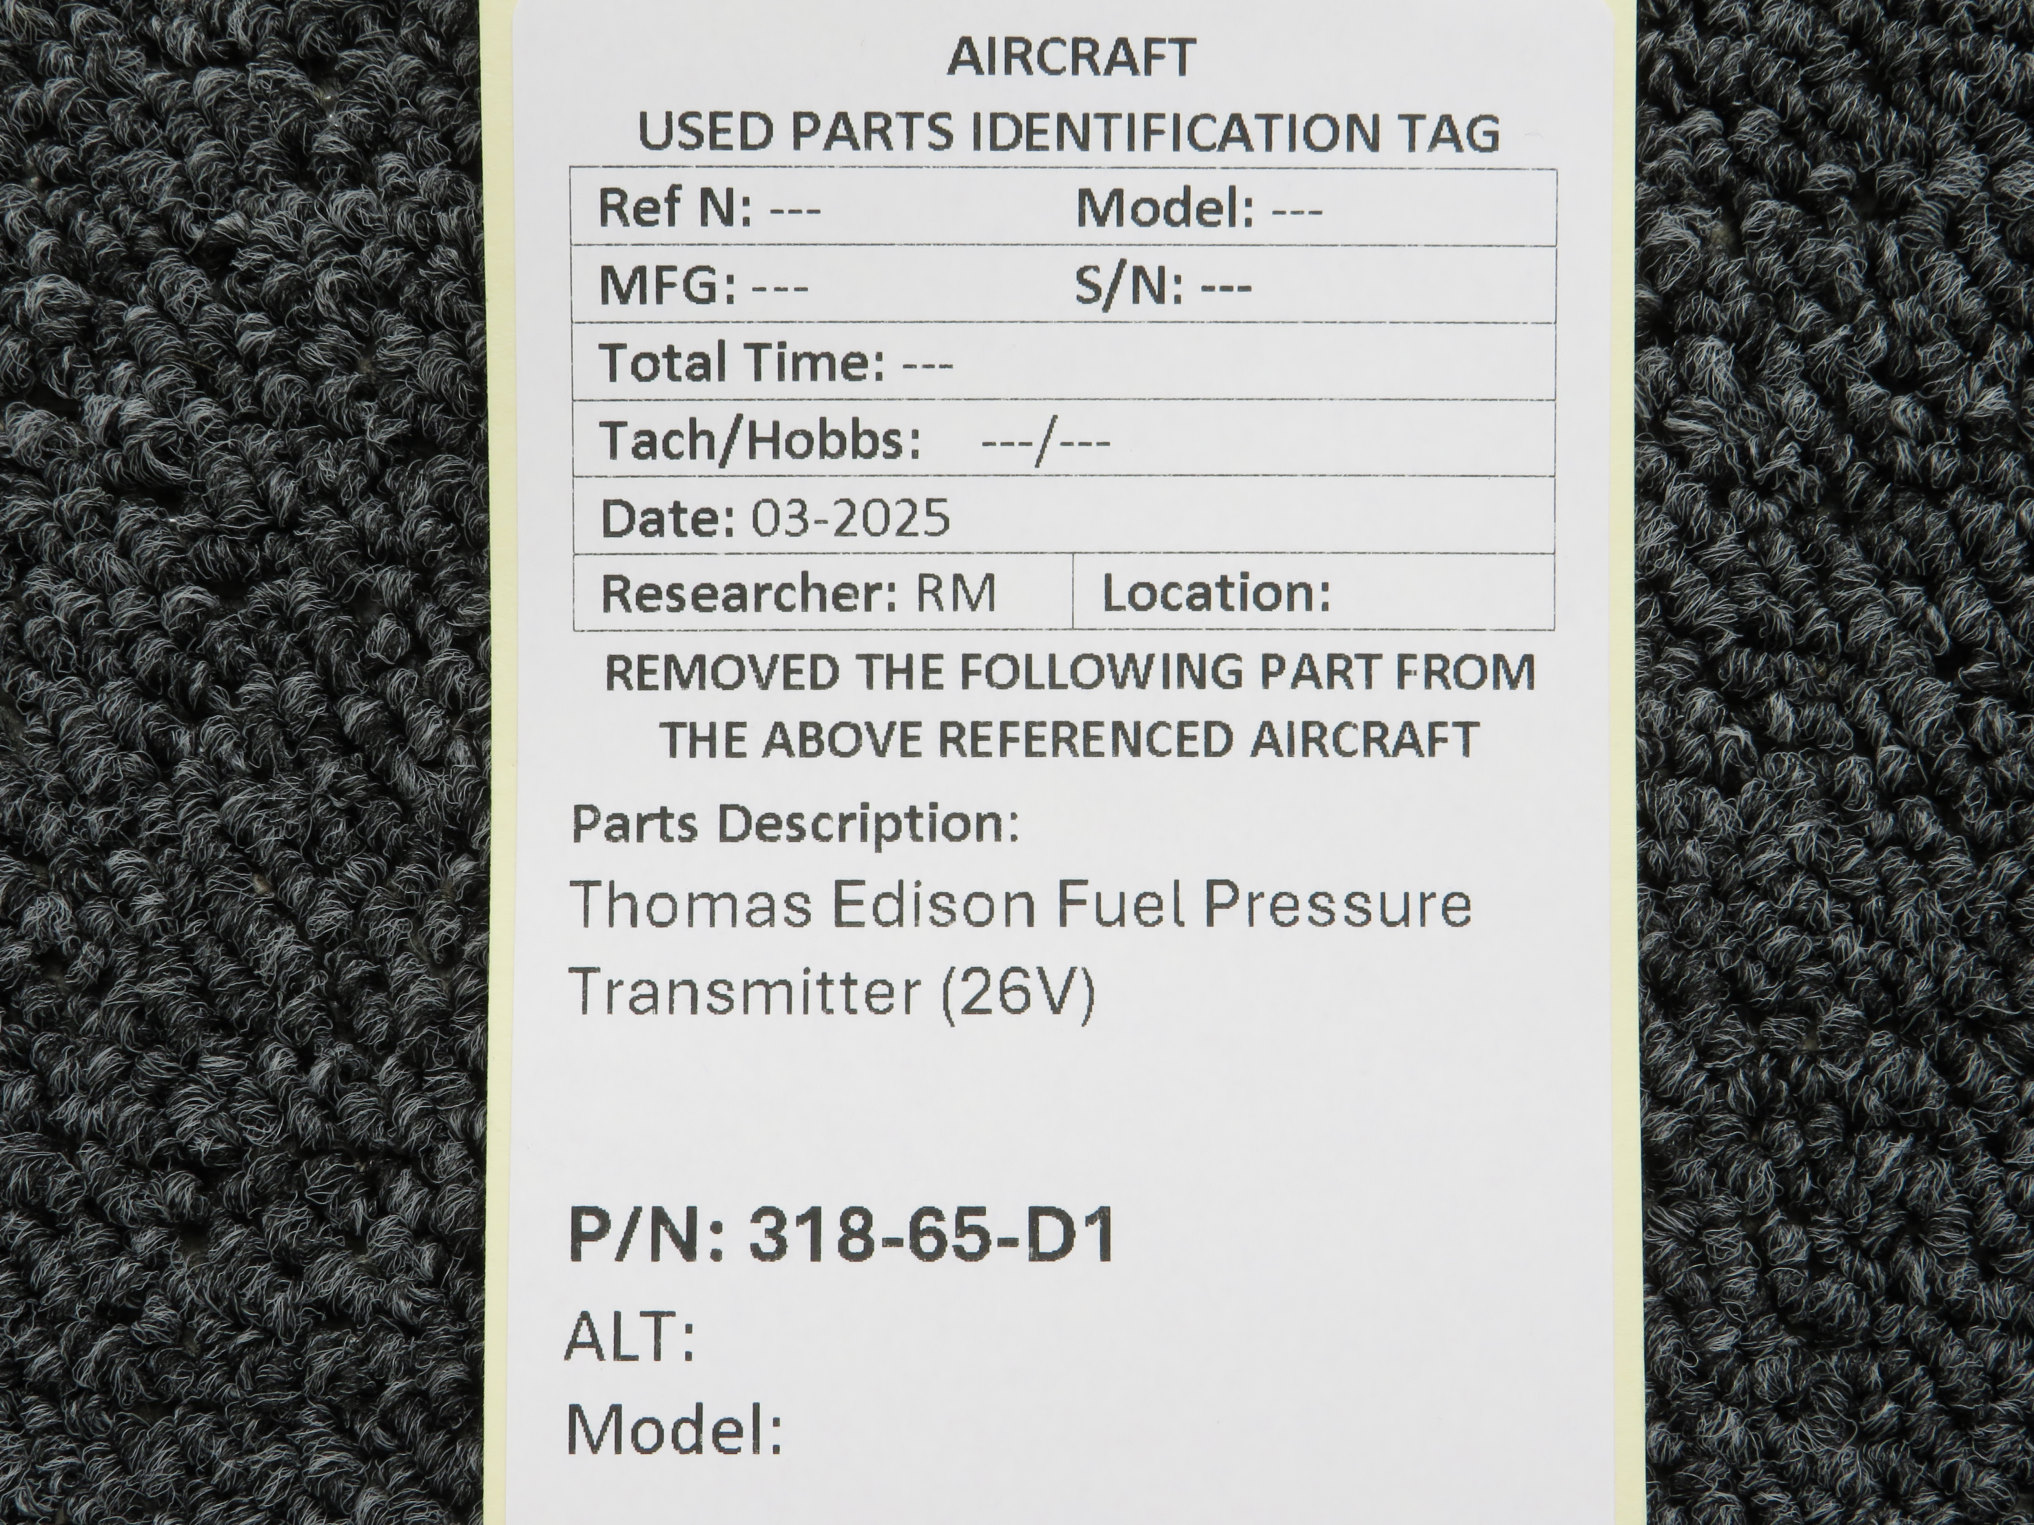 AIRCRAFT
USED PARTS IDENTIFICATION TAG
Ref N: --- Model: ---
MFG: --- S/N: ---
Total Time: ---
Tach/Hobbs: ---/---
Date: 03-2025
Researcher: RM Location:
REMOVED THE FOLLOWING PART FROM
THE ABOVE REFERENCED AIRCRAFT
Parts Description:
Thomas Edison Fuel Pressure
Transmitter (26V)
P/N: 318-65-D1
ALT:
Model: